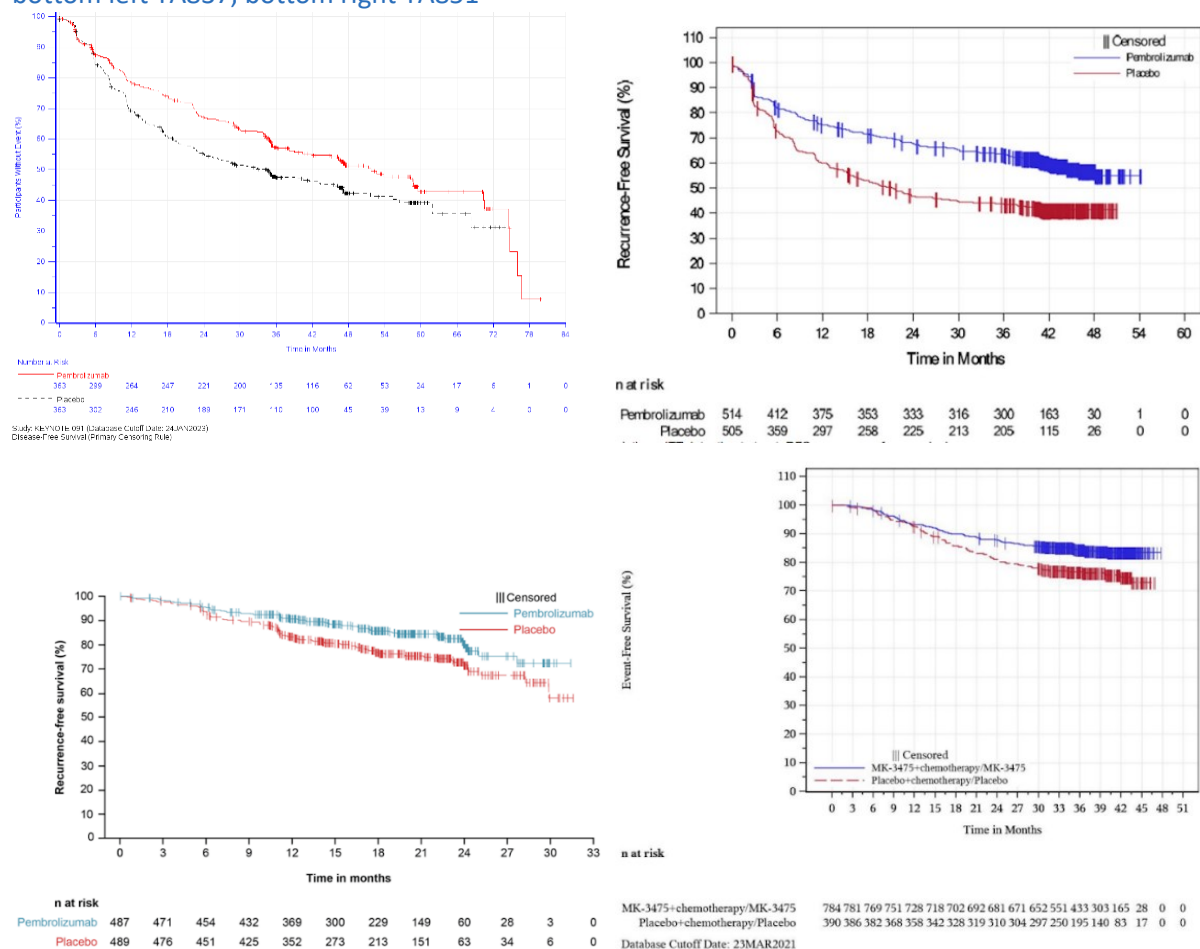 bottom left TA837, bottom right TA851
100
90
80
70
60
50
40
30
20
10
0
Participants Without Event (%)
0 6 12 18 24 30 36 42 48 54 60 66 72 78 84
Time in Months
Number at Risk
Pembrolizumab
363 299 264 247 221 200 135 116 62 53 24 17 6 1 0
Placebo
363 302 246 210 189 171 110 100 45 39 13 9 4 0 0
Study: KEYNOTE 091 (Database Cutoff Date: 24JAN2023)
Disease-Free Survival (Primary Censoring Rule)
110
100
90
80
70
60
50
40
30
20
10
0
Recurrence-Free Survival (%)
Censored
Pembrolizumab
Placebo
0 6 12 18 24 30 36 42 48 54 60
Time in Months
n at risk
Pembrolizumab 514 412 375 353 333 316 300 163 30 1 0
Placebo 505 359 297 258 225 213 205 115 26 0 0
100
90
80
70
60
50
40
30
20
10
0
Recurrence-free survival (%)
Censored
Pembrolizumab
Placebo
0 3 6 9 12 15 18 21 24 27 30 33
Time in months
n at risk
Pembrolizumab 487 471 454 432 369 300 229 149 60 28 3 0
Placebo 489 476 451 425 352 273 213 151 63 34 6 0
110
100
90
80
70
60
50
40
30
20
10
0
Event-Free Survival (%)
Censored
MK-3475+chemotherapy/MK-3475
Placebo+chemotherapy/Placebo
0 3 6 9 12 15 18 21 24 27 30 33 36 39 42 45 48 51
Time in Months
n at risk
MK-3475+chemotherapy/MK-3475 784 781 769 751 728 718 702 692 681 671 652 551 433 303 165 28 0 0
Placebo+chemotherapy/Placebo 390 386 382 368 358 342 328 319 310 304 297 250 195 140 83 17 0 0
Database Cutoff Date: 23MAR2021